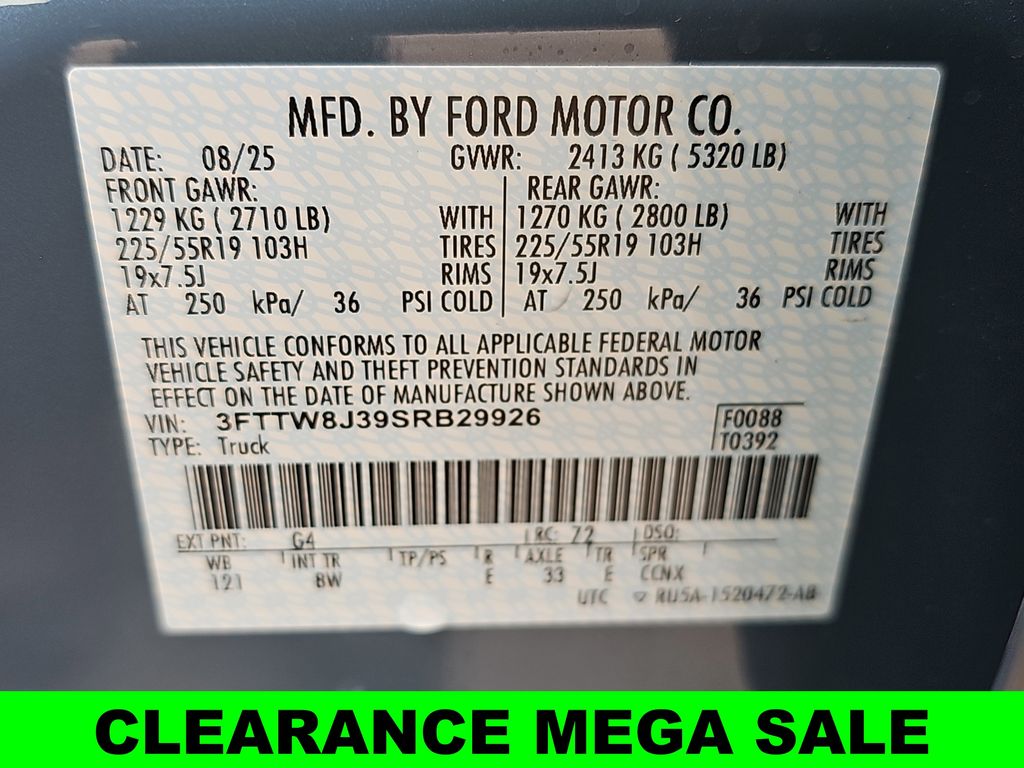 MFD. BY FORD MOTOR CO.
DATE: 08/25 GVWR: 2413 KG ( 5320 LB)
FRONT GAWR: REAR GAWR:
1229 KG ( 2710 LB) WITH 1270 KG ( 2800 LB) WITH
225/55R19 103H TIRES 225/55R19 103H TIRES
19x7.5J RIMS 19x7.5J RIMS
AT 250 kPa/ 36 PSI COLD AT 250 kPa/ 36 PSI COLD
THIS VEHICLE CONFORMS TO ALL APPLICABLE FEDERAL MOTOR
VEHICLE SAFETY AND THEFT PREVENTION STANDARDS IN
EFFECT ON THE DATE OF MANUFACTURE SHOWN ABOVE.
VIN: 3FTTW8J39SRB29926 F0088
TYPE: Truck T0392
EXT PNT: G4 RC: 72 DSO:
WB INT TR TP/PS R AXLE TR SPR
121 BW E 33 E CCNX
UTC RU5A-1520472-AB
CLEARANCE MEGA SALE